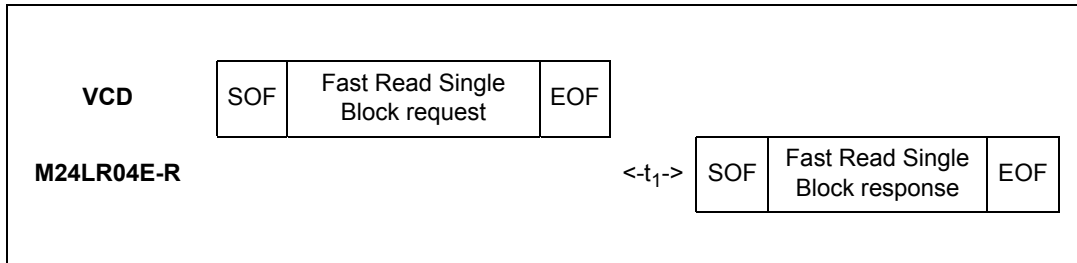 VCD SOF Fast Read Single Block request EOF
M24LR04E-R <-t₁-> SOF Fast Read Single Block response EOF